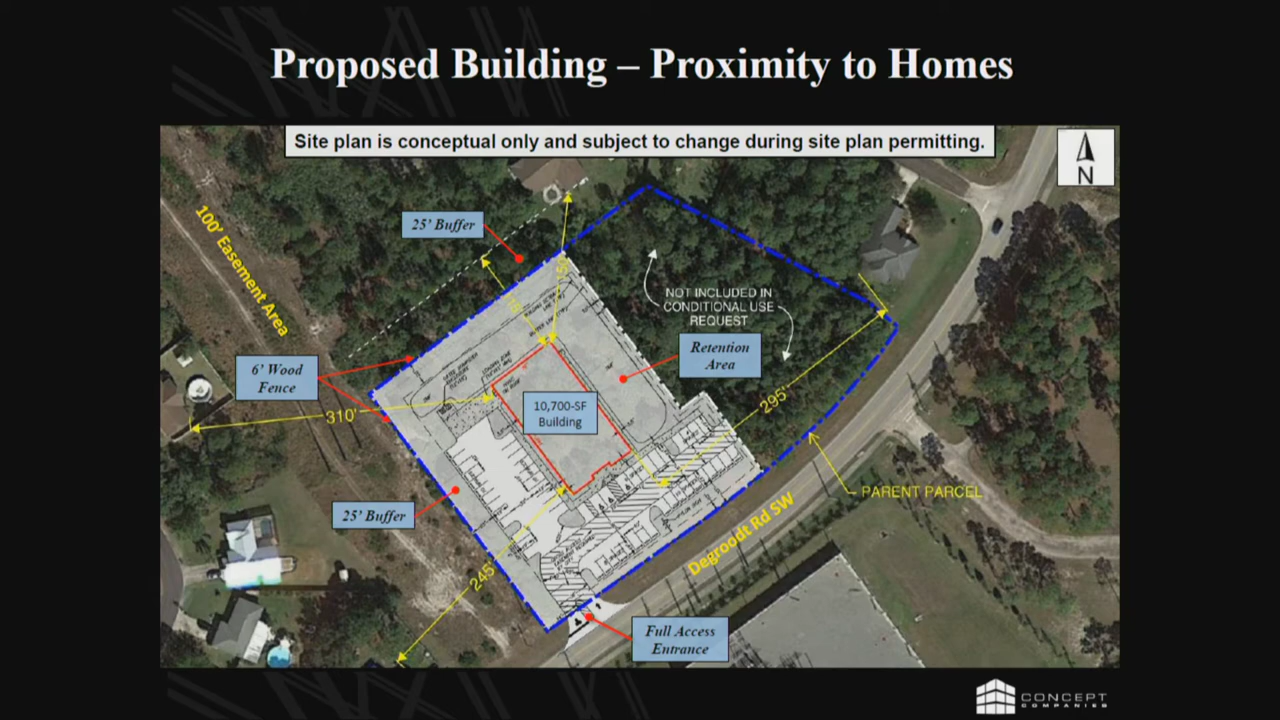 Proposed Building – Proximity to Homes
Site plan is conceptual only and subject to change during site plan permitting.
N
100' Easement Area
25' Buffer
NOT INCLUDED IN
CONDITIONAL USE
REQUEST
Retention
Area
6' Wood
Fence
310'
10,700-SF
Building
295'
25' Buffer
PARENT PARCEL
Degroodt Rd SW
245'
Full Access
Entrance
CONCEPT
COMPANIES